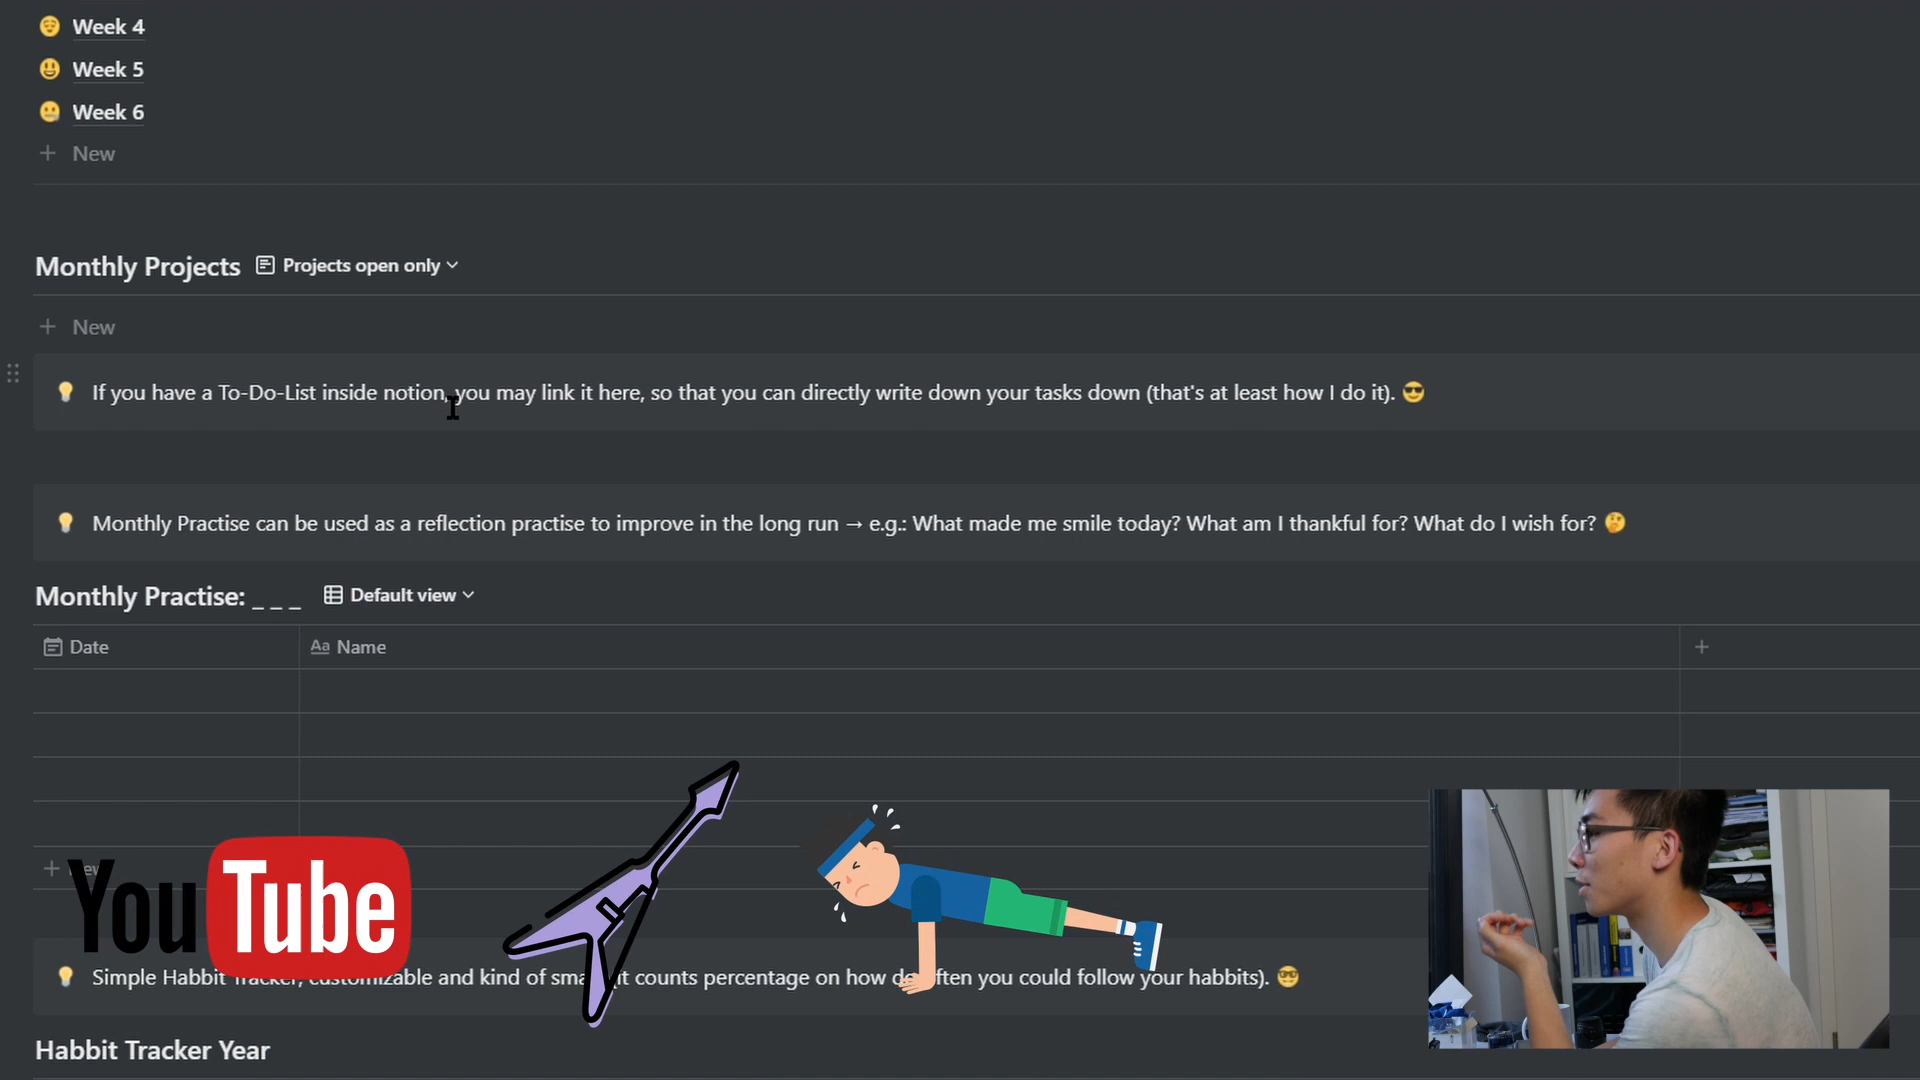 Week 4
Week 5
Week 6
+ New
Monthly Projects Projects open only
+ New
If you have a To-Do-List inside notion, you may link it here, so that you can directly write down your tasks down (that's at least how I do it).
Monthly Practise can be used as a reflection practise to improve in the long run → e.g.: What made me smile today? What am I thankful for? What do I wish for?
Monthly Practise: _ _ _ Default view
Date Aa Name +
+
YouTube
Simple Habbit Tracker, customizable and kind of it counts percentage on how you could follow your habbits).
Habbit Tracker Year